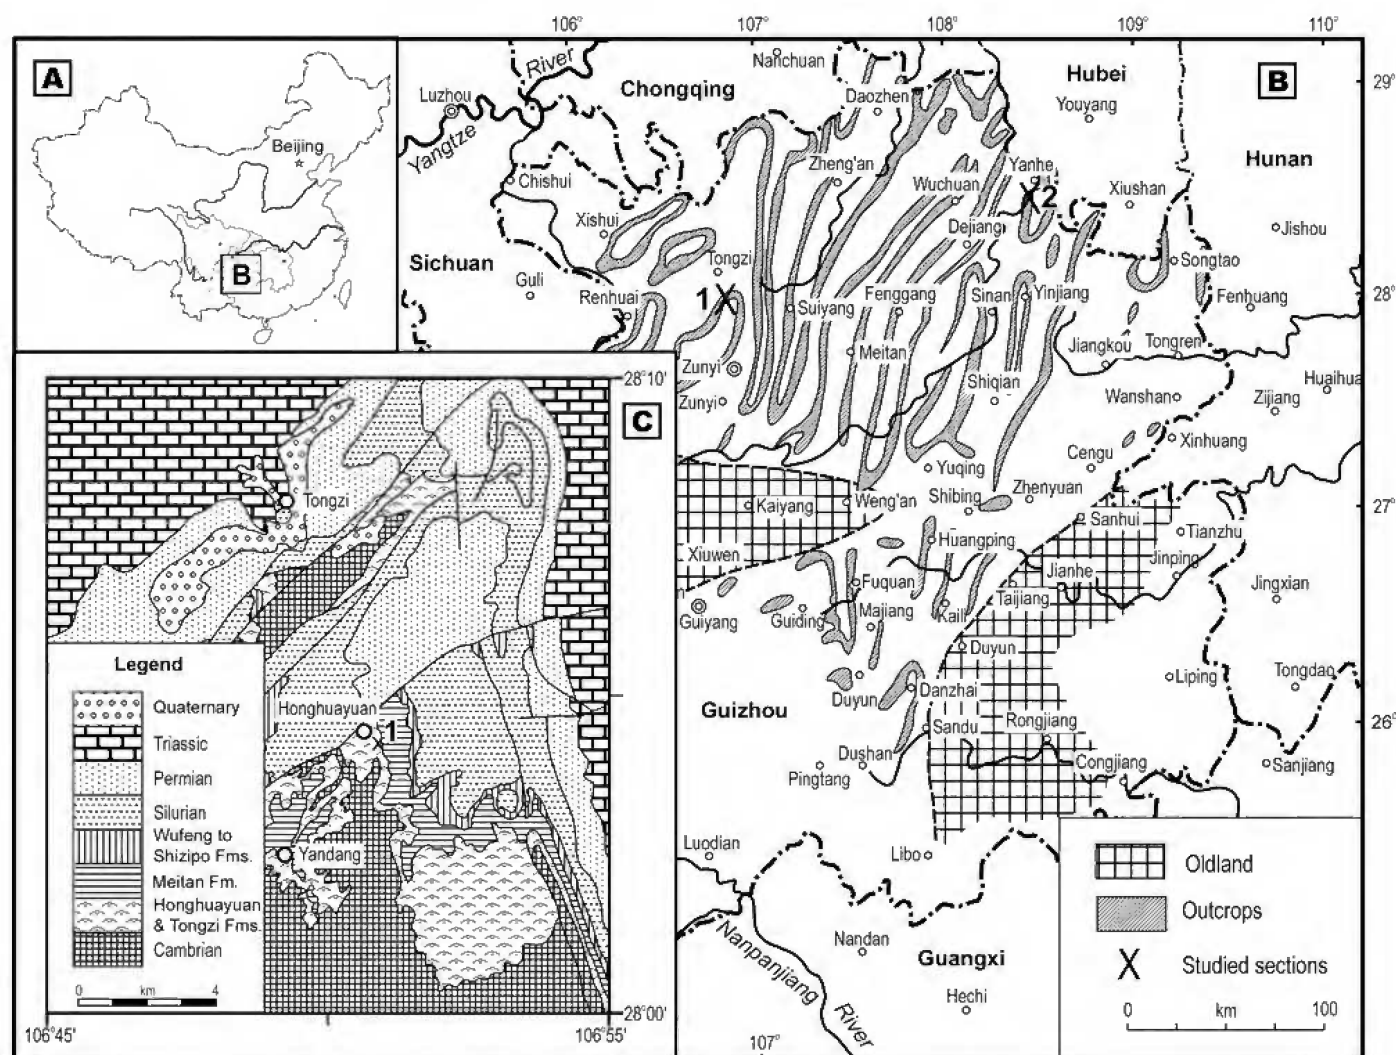 106°
107°
108°
109°
110°
A
Beijing
B
B
29°
28°
27°
26°
River
Nanchuan
Hubei
Luzhou
Chongqing
Daozhen
Youyang
Yangtze
Hunan
Zheng'an
Yanhe
Chishui
Wuchuan
2
Xiushan
Xishui
Dejiang
Jishou
Sichuan
Tongzi
Songtao
Guli
Renhuai
1
Fenggang
Sinan
Yinjiang
Fenhuang
Suiyang
Meitan
Jiangkou
Tongren
Zunyi
Shiqian
Huaihua
Zunyi
Wanshan
Zijiang
Xinhuang
Cengu
Yuqing
Kaiyang
Weng'an
Shibing
Zhenyuan
Sanhui
Tianzhu
Xiuwen
Huangping
Jinping
Jianhe
Fuquan
Jingxian
Taijiang
n
Guiyang
Guiding
Majiang
Kaili
Duyun
Liping
Tongdao
Duyun
Danzhai
Guizhou
Sandu
Rongjiang
Dushan
Congjiang
Pingtang
Sanjiang
Luodian
Libo
Nandan
Guangxi
Nanpanjiang
River
Hechi
107°
Oldland
Outcrops
X Studied sections
0 km 100
C
28°10'
Tongzi
Honghuayuan
1
Yandang
Legend
Quaternary
Triassic
Permian
Silurian
Wufeng to
Shizipo Fms.
Meitan Fm.
Honghuayuan
& Tongzi Fms.
Cambrian
0 km 4
28°00'
106°45'
106°55'